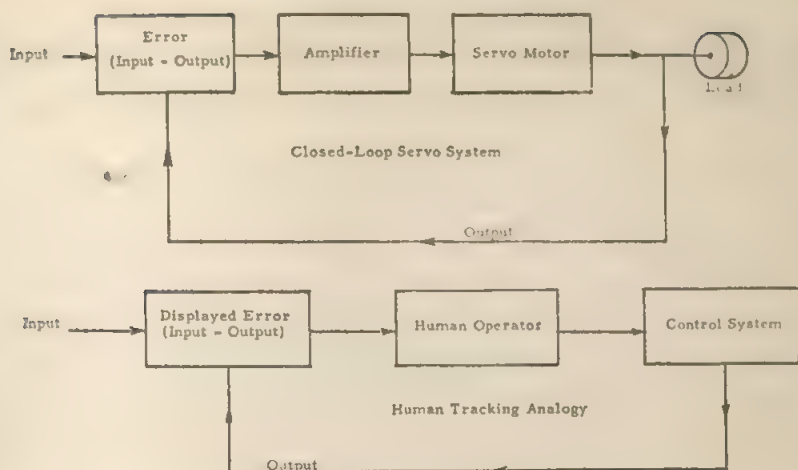 Input
Error
(Input - Output)
Amplifier
Servo Motor
Load
Closed-Loop Servo System
Output
Input
Displayed Error
(Input - Output)
Human Operator
Control System
Human Tracking Analogy
Output